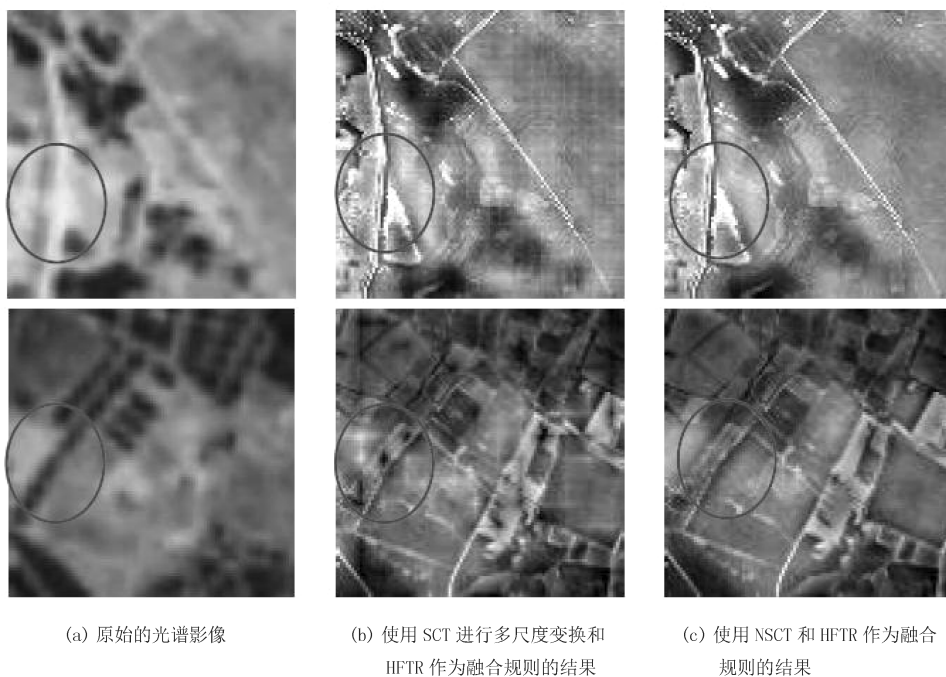 (a) 原始的光谱影像
(b) 使用 SCT 进行多尺度变换和
HFTR 作为融合规则的结果
(c) 使用 NSCT 和 HFTR 作为融合
规则的结果